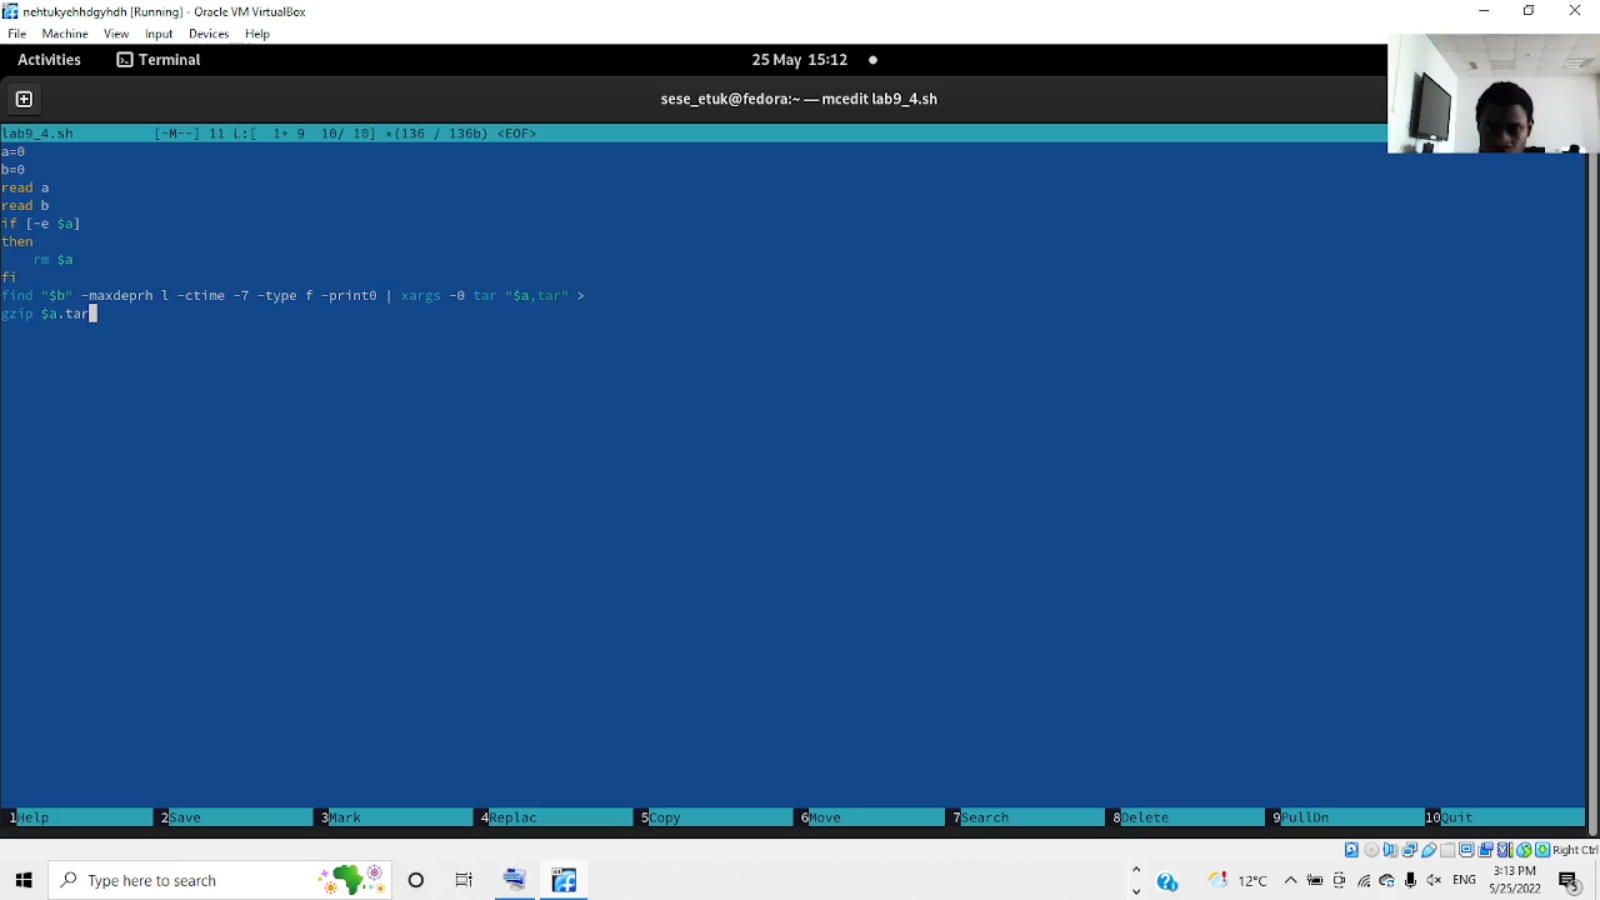 nehtukyehhdgyhdh [Running] - Oracle VM VirtualBox
File Machine View Input Devices Help
Activities Terminal 25 May 15:12
sese_etuk@fedora:~ — mcedit lab9_4.sh
lab9_4.sh [-M--] 11 L:[ 1+ 9 10/ 10] *(136 / 136b) <EOF>
a=0
b=0
read a
read b
if [-e $a]
then
rm $a
fi
find "$b" -maxdeprh l -ctime -7 -type f -print0 | xargs -0 tar "$a,tar" >
gzip $a.tar
1Help 2Save 3Mark 4Replac 5Copy 6Move 7Search 8Delete 9PullDn 10Quit
Right Ctrl
Type here to search 12°C ENG 3:13 PM
5/25/2022 5